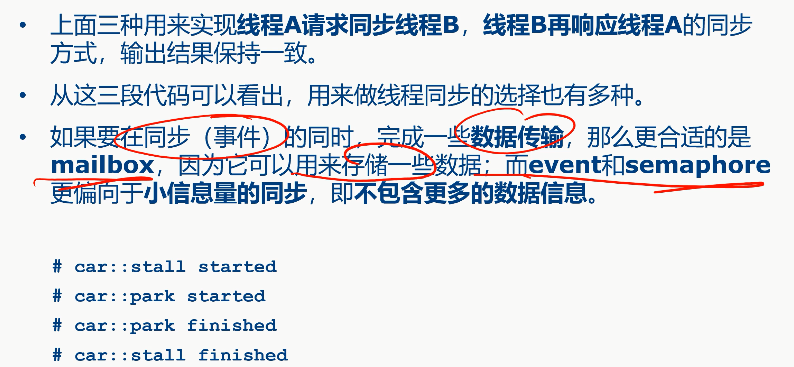 • 上面三种用来实现线程A请求同步线程B，线程B再响应线程A的同步
方式，输出结果保持一致。
• 从这三段代码可以看出，用来做线程同步的选择也有多种。
• 如果要在同步（事件）的同时，完成一些数据传输，那么更合适的是
mailbox，因为它可以用来存储一些数据；而event和semaphore
更偏向于小信息量的同步，即不包含更多的数据信息。
# car::stall started
# car::park started
# car::park finished
# car::stall finished